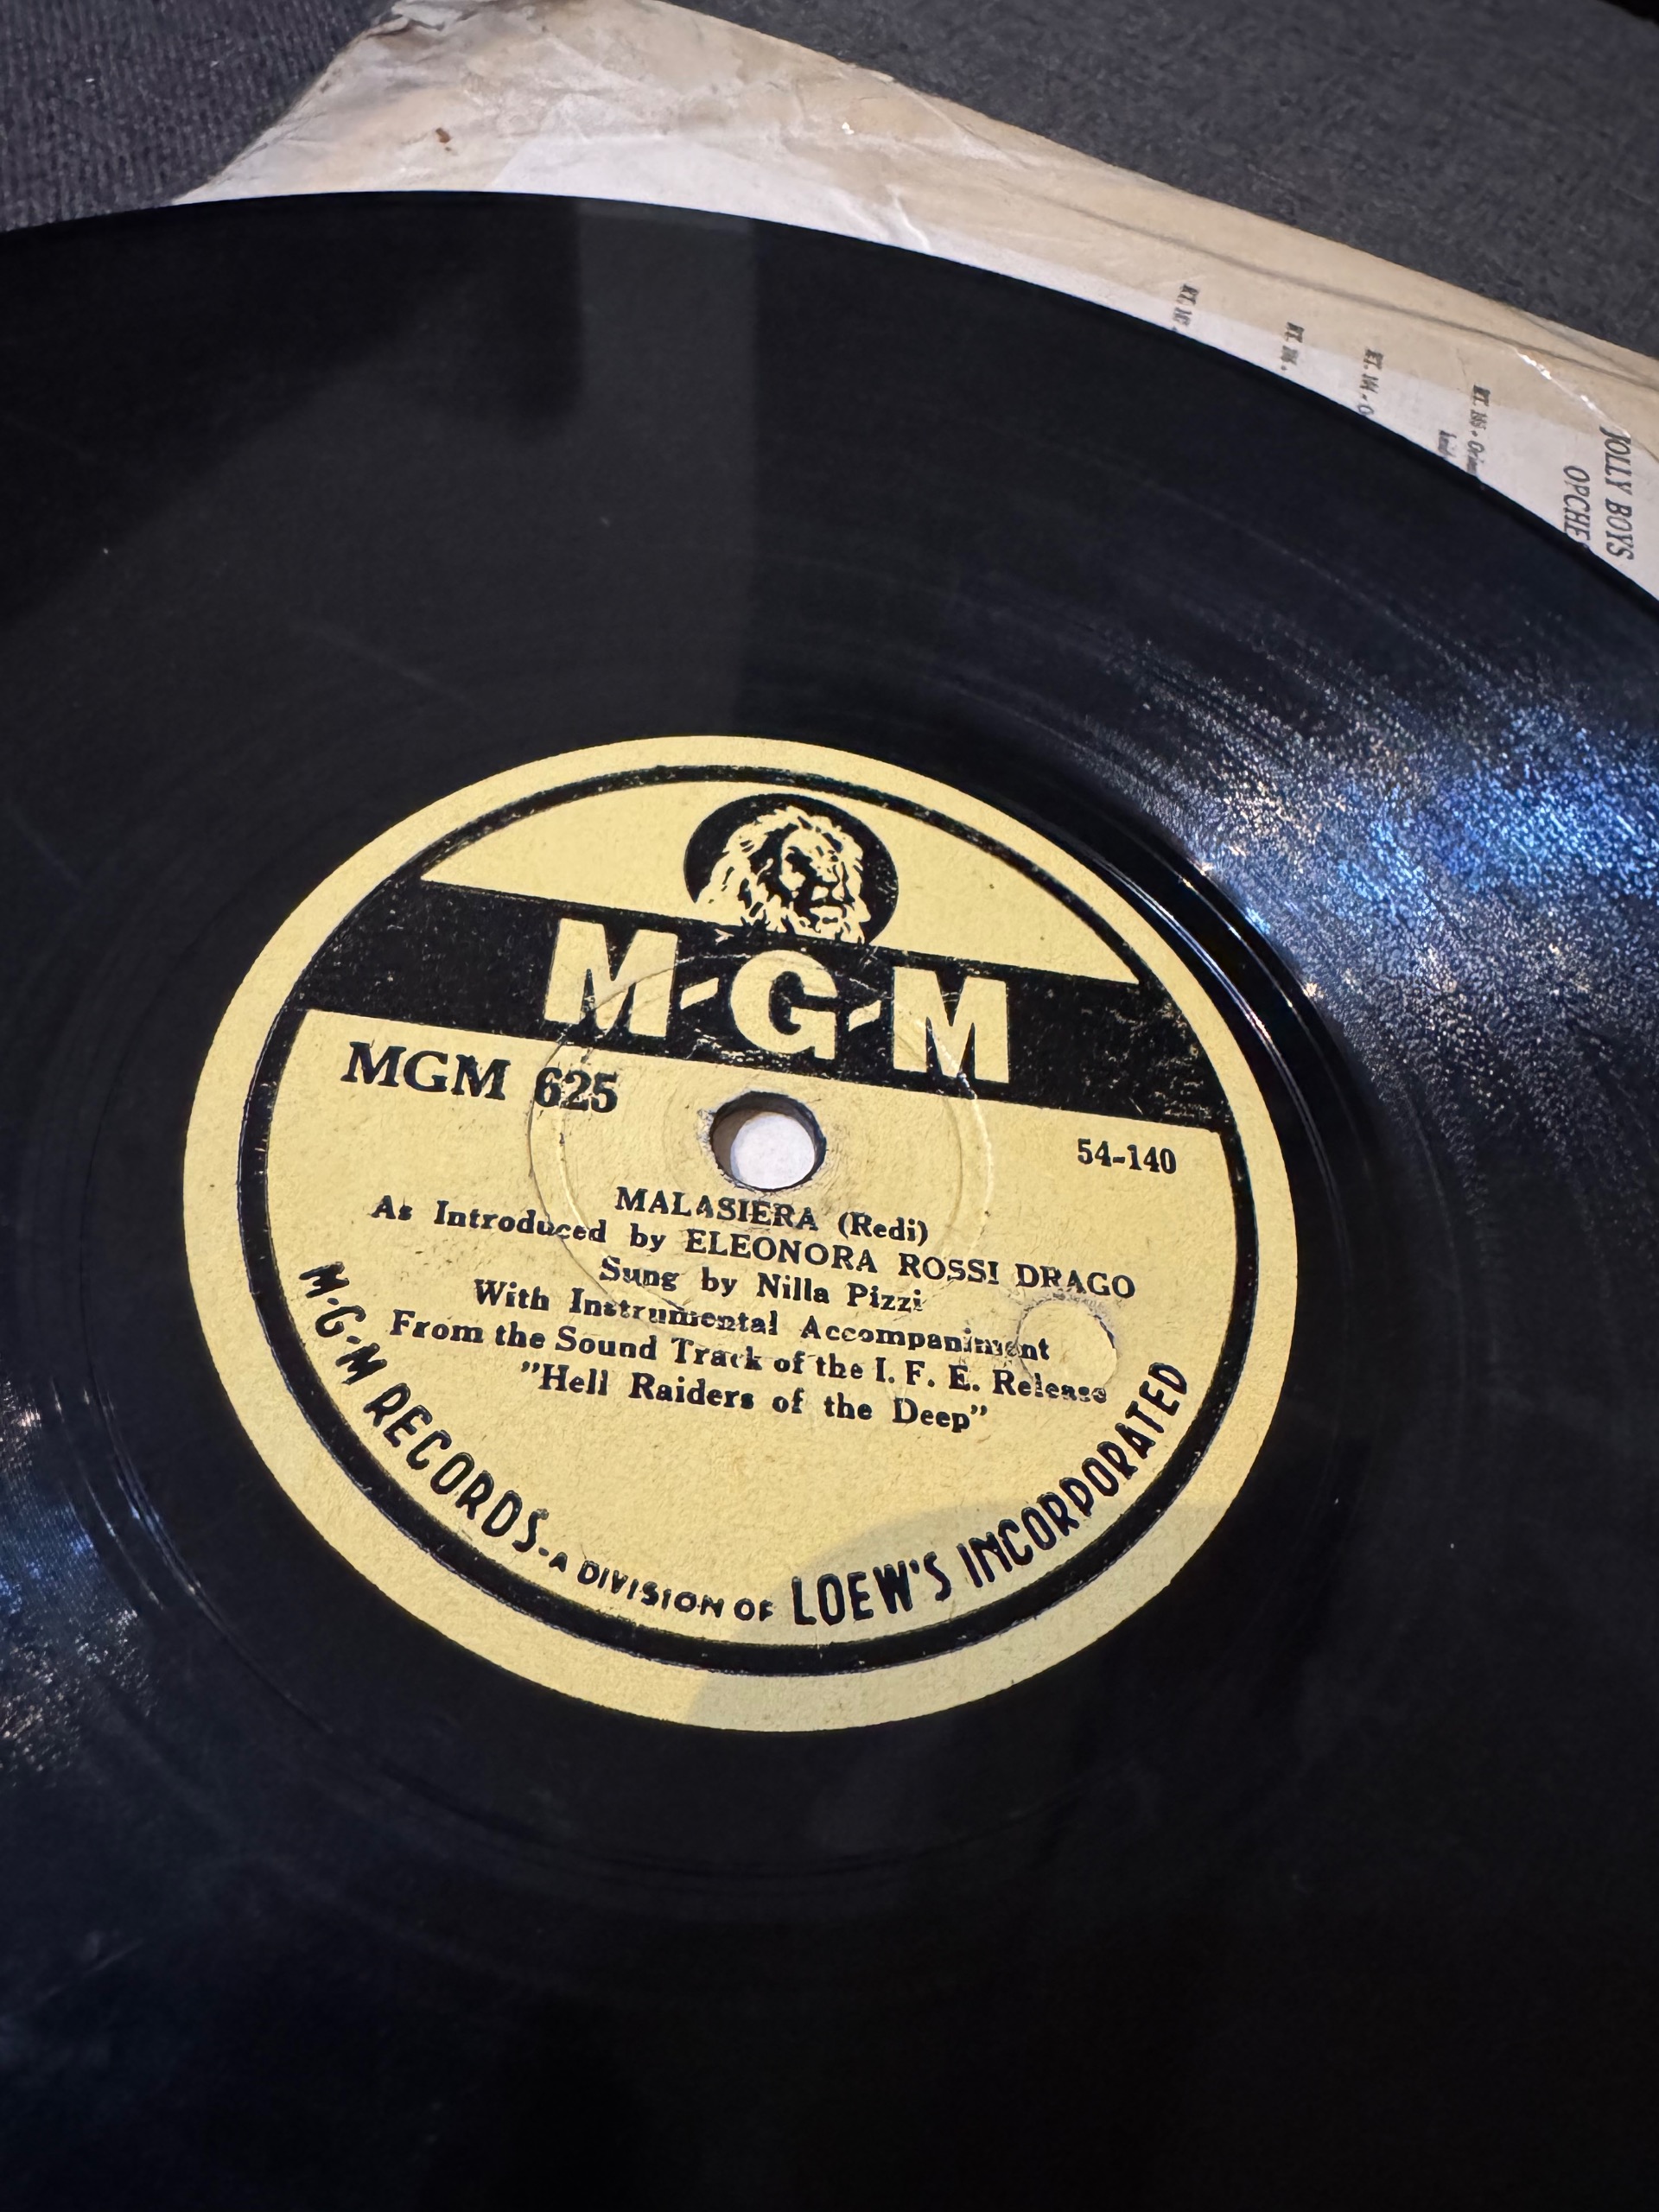 M-G-M
MGM 625
54-140
MALASIERA (Redi)
As Introduced by ELEONORA ROSSI DRAGO
Sung by Nilla Pizzi
With Instrumental Accompaniment
From the Sound Track of the I. F. E. Release
"Hell Raiders of the Deep"
M-G-M RECORDS - A DIVISION OF LOEW'S INCORPORATED
JOLLY BOYS